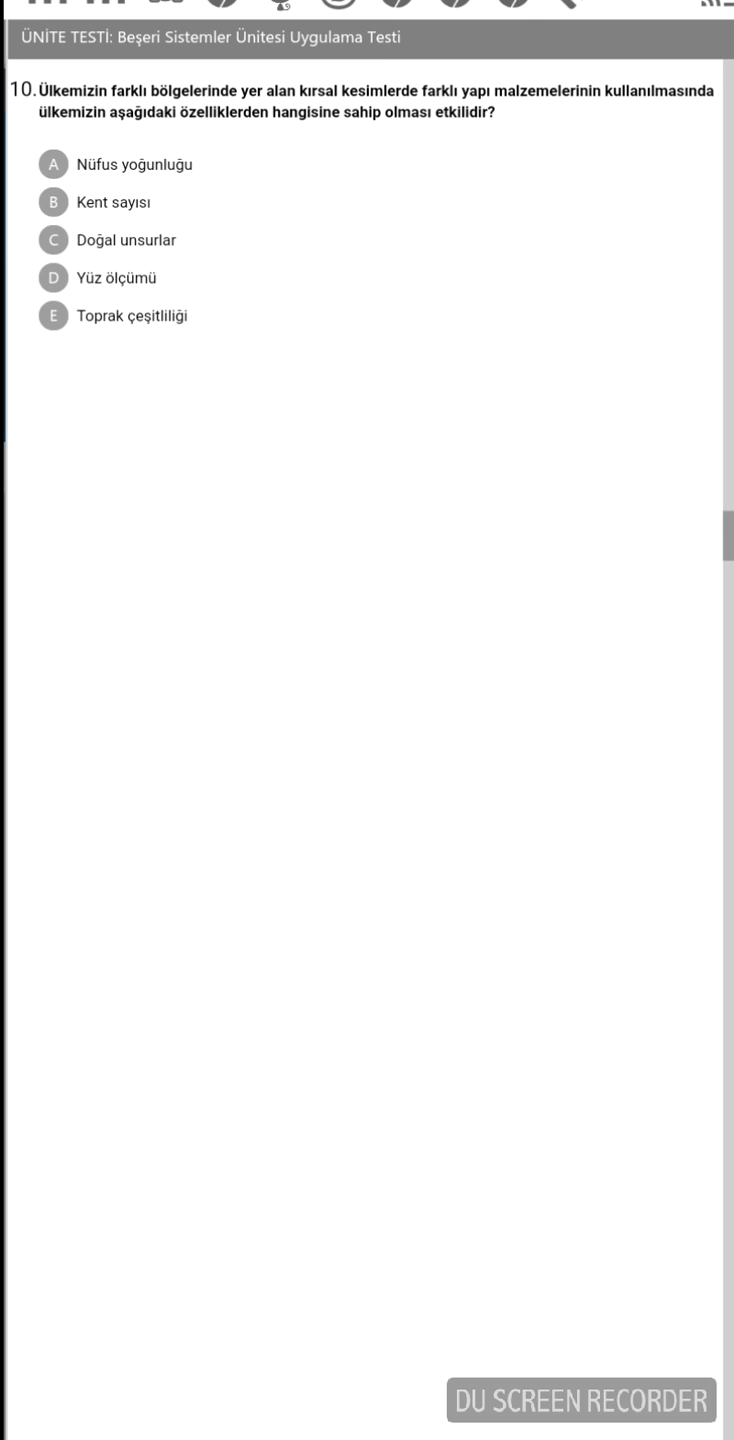 ÜNİTE TESTİ: Beşeri Sistemler Ünitesi Uygulama Testi
10. Ülkemizin farklı bölgelerinde yer alan kırsal kesimlerde farklı yapı malzemelerinin kullanılmasında
ülkemizin aşağıdaki özelliklerden hangisine sahip olması etkilidir?
A Nüfus yoğunluğu
B Kent sayısı
C Doğal unsurlar
D Yüz ölçümü
E Toprak çeşitliliği
DU SCREEN RECORDER